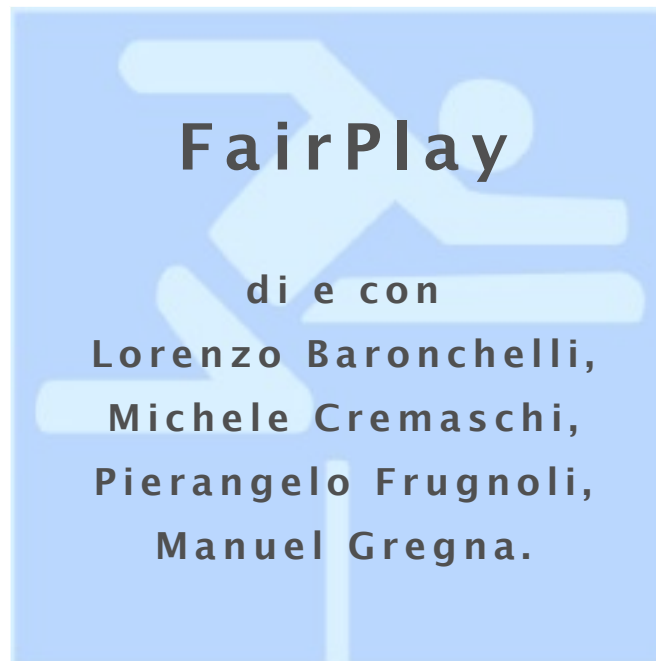 FairPlay
di e con
Lorenzo Baronchelli,
Michele Cremaschi,
Pierangelo Frugnoli,
Manuel Gregna.